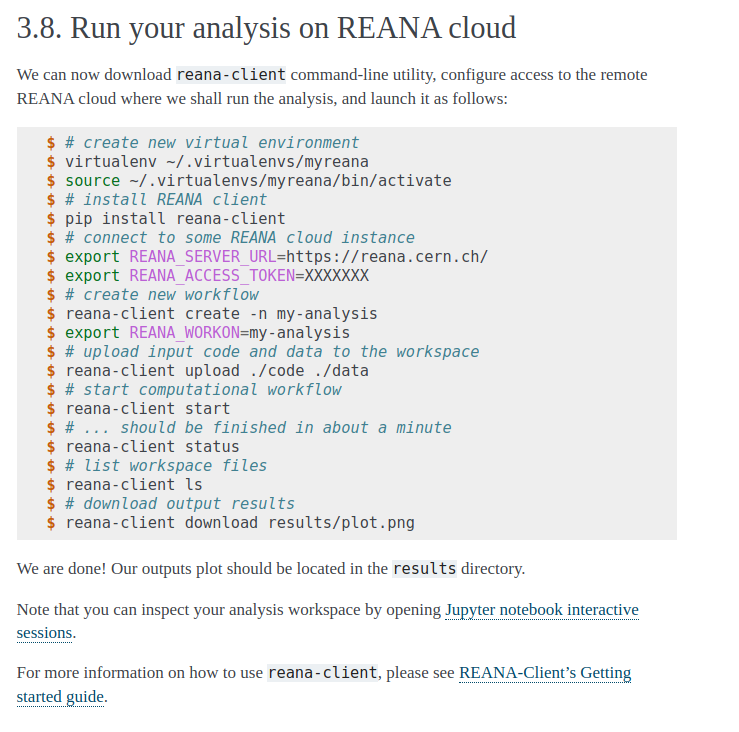 3.8. Run your analysis on REANA cloud
We can now download reana-client command-line utility, configure access to the remote
REANA cloud where we shall run the analysis, and launch it as follows:
$ # create new virtual environment
$ virtualenv ~/.virtualenvs/myreana
$ source ~/.virtualenvs/myreana/bin/activate
$ # install REANA client
$ pip install reana-client
$ # connect to some REANA cloud instance
$ export REANA_SERVER_URL=https://reana.cern.ch/
$ export REANA_ACCESS_TOKEN=XXXXXXX
$ # create new workflow
$ reana-client create -n my-analysis
$ export REANA_WORKON=my-analysis
$ # upload input code and data to the workspace
$ reana-client upload ./code ./data
$ # start computational workflow
$ reana-client start
$ # ... should be finished in about a minute
$ reana-client status
$ # list workspace files
$ reana-client ls
$ # download output results
$ reana-client download results/plot.png
We are done! Our outputs plot should be located in the results directory.
Note that you can inspect your analysis workspace by opening Jupyter notebook interactive
sessions.
For more information on how to use reana-client, please see REANA-Client’s Getting
started guide.